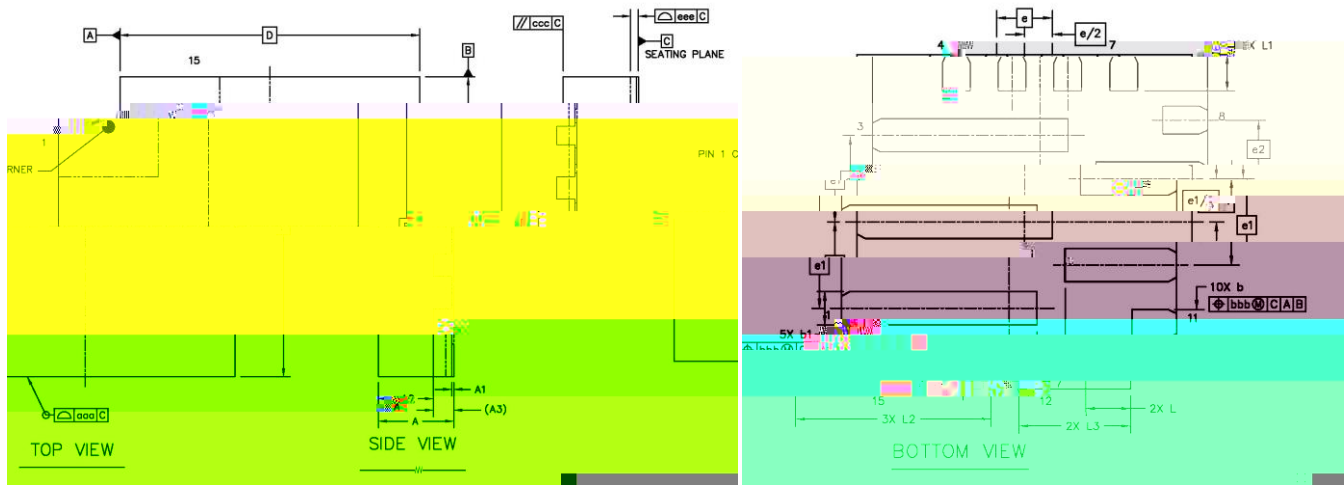 A
D
B
15
// ccc C
eee C
C
SEATING PLANE
1
RNER
PIN 1 C
A1
(A3)
A
aaa C
TOP VIEW
SIDE VIEW
e
e/2
4
7
X L1
3
8
e2
e1
e1
10X b
bbb Ⓜ C A B
11
1
5X b1
15
12
3X L2
2X L
2X L3
BOTTOM VIEW